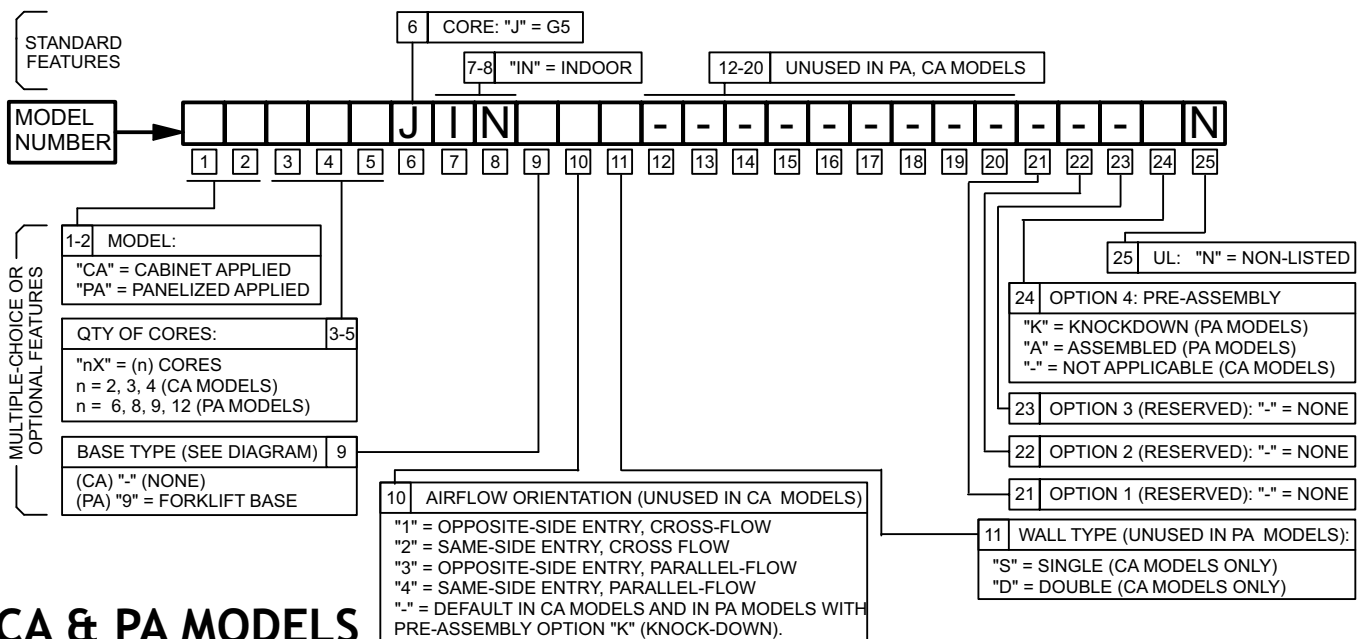 STANDARD
FEATURES
6 CORE: "J" = G5
7-8 "IN" = INDOOR
12-20 UNUSED IN PA, CA MODELS
MODEL
NUMBER
J I N - - - - - - - - - - - - N
1 2 3 4 5 6 7 8 9 10 11 12 13 14 15 16 17 18 19 20 21 22 23 24 25
MULTIPLE-CHOICE OR
OPTIONAL FEATURES
1-2 MODEL:
"CA" = CABINET APPLIED
"PA" = PANELIZED APPLIED
QTY OF CORES: 3-5
"nX" = (n) CORES
n = 2, 3, 4 (CA MODELS)
n = 6, 8, 9, 12 (PA MODELS)
BASE TYPE (SEE DIAGRAM) 9
(CA) "-" (NONE)
(PA) "9" = FORKLIFT BASE
10 AIRFLOW ORIENTATION (UNUSED IN CA MODELS)
"1" = OPPOSITE-SIDE ENTRY, CROSS-FLOW
"2" = SAME-SIDE ENTRY, CROSS FLOW
"3" = OPPOSITE-SIDE ENTRY, PARALLEL-FLOW
"4" = SAME-SIDE ENTRY, PARALLEL-FLOW
"-" = DEFAULT IN CA MODELS AND IN PA MODELS WITH
PRE-ASSEMBLY OPTION "K" (KNOCK-DOWN).
25 UL: "N" = NON-LISTED
24 OPTION 4: PRE-ASSEMBLY
"K" = KNOCKDOWN (PA MODELS)
"A" = ASSEMBLED (PA MODELS)
"-" = NOT APPLICABLE (CA MODELS)
23 OPTION 3 (RESERVED): "-" = NONE
22 OPTION 2 (RESERVED): "-" = NONE
21 OPTION 1 (RESERVED): "-" = NONE
11 WALL TYPE (UNUSED IN PA MODELS):
"S" = SINGLE (CA MODELS ONLY)
"D" = DOUBLE (CA MODELS ONLY)
CA & PA MODELS